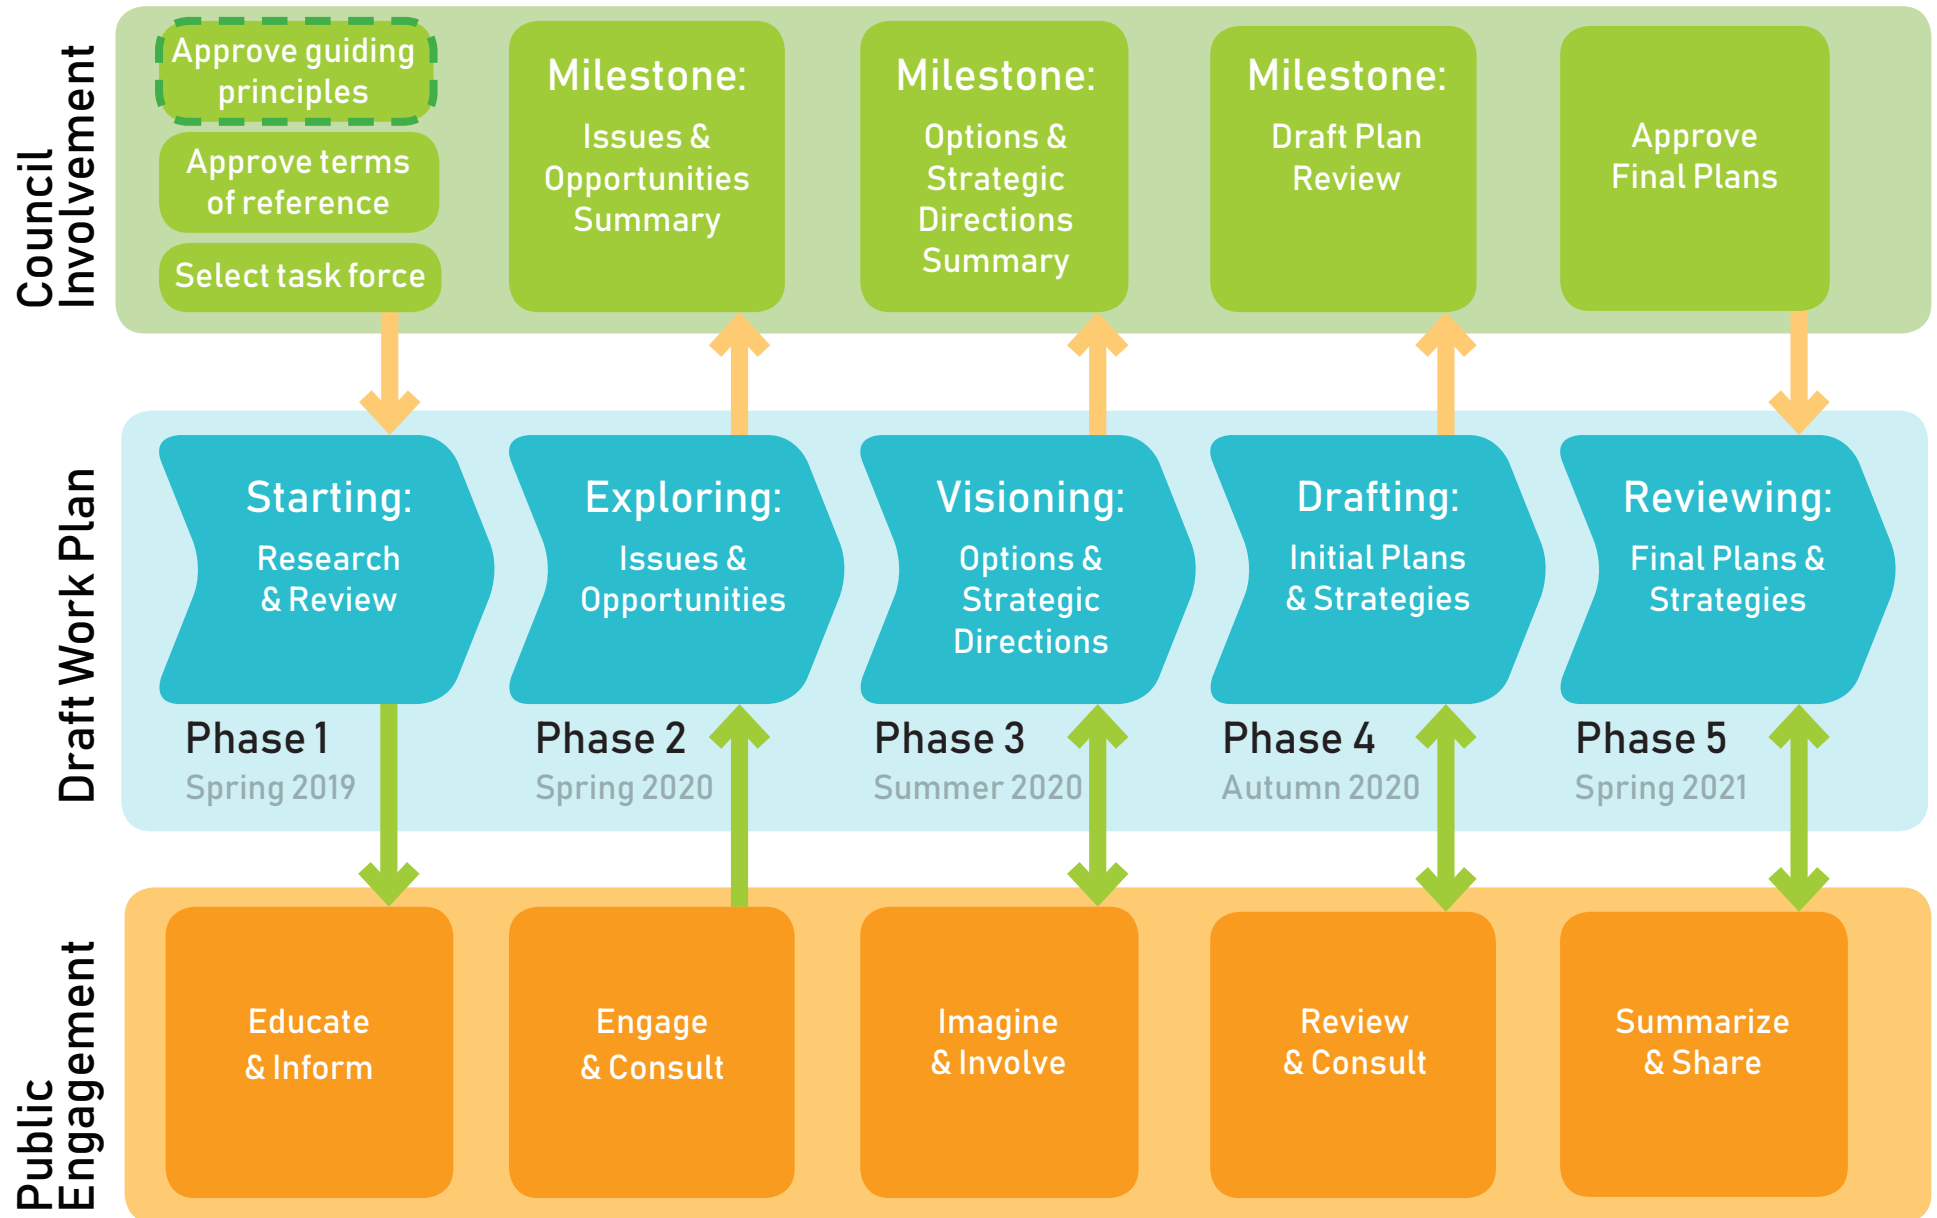 Council
Involvement
Approve guiding
principles
Approve terms
of reference
Select task force
Milestone:
Issues &
Opportunities
Summary
Milestone:
Options &
Strategic
Directions
Summary
Milestone:
Draft Plan
Review
Approve
Final Plans
Draft Work Plan
Starting:
Research
& Review
Phase 1
Spring 2019
Exploring:
Issues &
Opportunities
Phase 2
Spring 2020
Visioning:
Options &
Strategic
Directions
Phase 3
Summer 2020
Drafting:
Initial Plans
& Strategies
Phase 4
Autumn 2020
Reviewing:
Final Plans &
Strategies
Phase 5
Spring 2021
Public
Engagement
Educate
& Inform
Engage
& Consult
Imagine
& Involve
Review
& Consult
Summarize
& Share